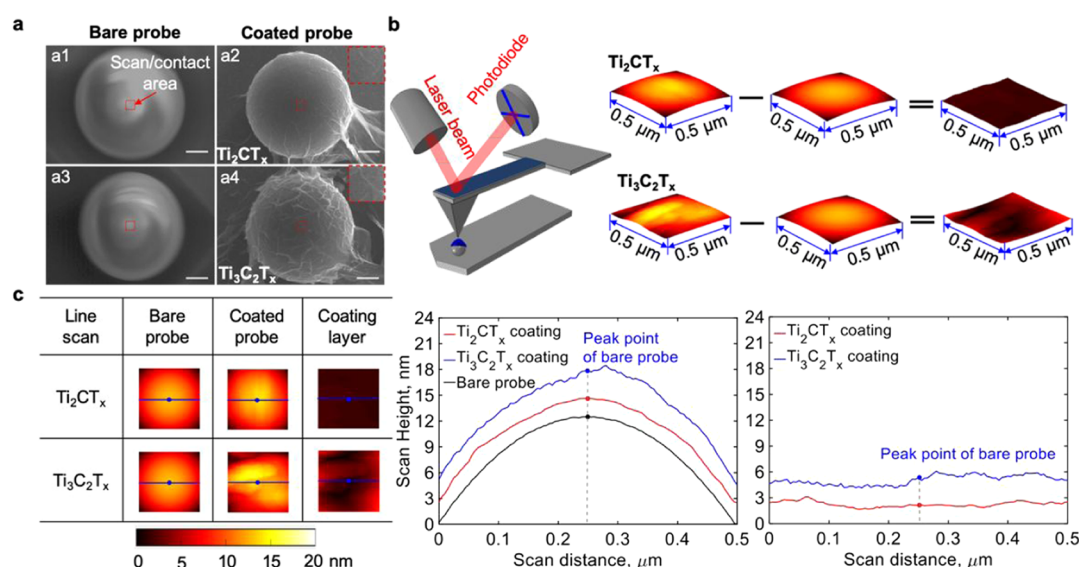 a
Bare probe
Coated probe
a1
Scan/contact
area
a2
Ti₂CTₓ
a3
a4
Ti₃C₂Tₓ
b
Laser beam
Photodiode
Ti₂CTₓ
0.5 μm
0.5 μm
0.5 μm
0.5 μm
0.5 μm
0.5 μm
Ti₃C₂Tₓ
0.5 μm
0.5 μm
0.5 μm
0.5 μm
0.5 μm
0.5 μm
c
Line
scan
Bare
probe
Coated
probe
Coating
layer
Ti₂CTₓ
Ti₃C₂Tₓ
0 5 10 15 20 nm
Scan Height, nm
24
21
18
15
12
9
6
3
0
Ti₂CTₓ coating
Ti₃C₂Tₓ coating
Bare probe
Peak point
of bare probe
0 0.1 0.2 0.3 0.4 0.5
Scan distance, μm
24
21
18
15
12
9
6
3
0
Ti₂CTₓ coating
Ti₃C₂Tₓ coating
Peak point of bare probe
0 0.1 0.2 0.3 0.4 0.5
Scan distance, μm